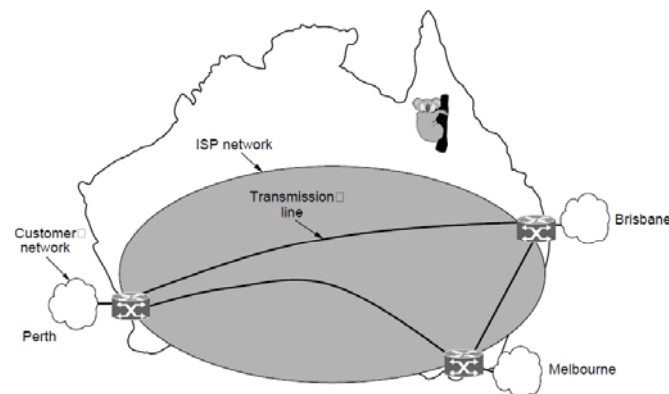 ISP network
Transmission□
line
Customer□
network
Brisbane
Perth
Melbourne